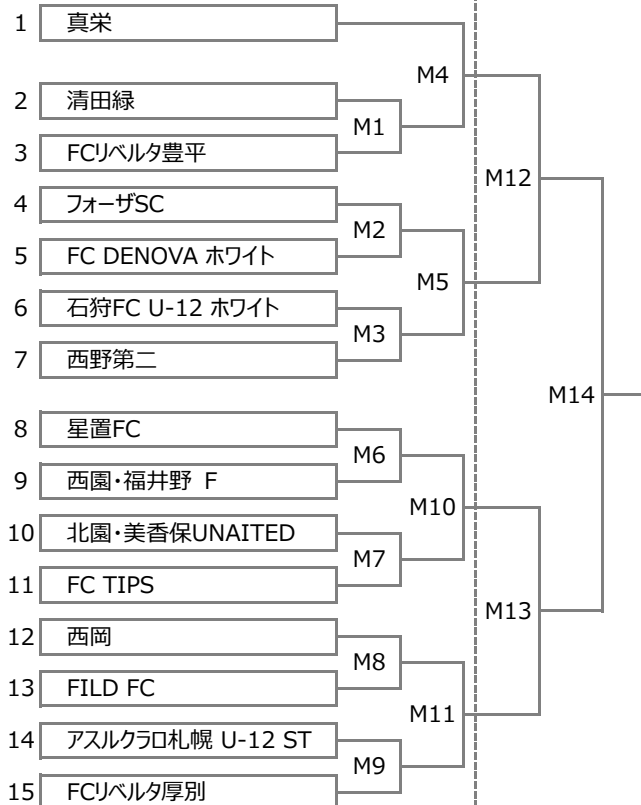 1 真栄
M4
2 清田緑
M1
3 FCリベルタ豊平
M12
4 フォーザSC
M2
5 FC DENOVA ホワイト
M5
6 石狩FC U-12 ホワイト
M3
7 西野第二
M14
8 星置FC
M6
9 西園・福井野 F
M10
10 北園・美香保UNAITED
M7
11 FC TIPS
M13
12 西岡
M8
13 FILD FC
M11
14 アスルクラロ札幌 U-12 ST
M9
15 FCリベルタ厚別